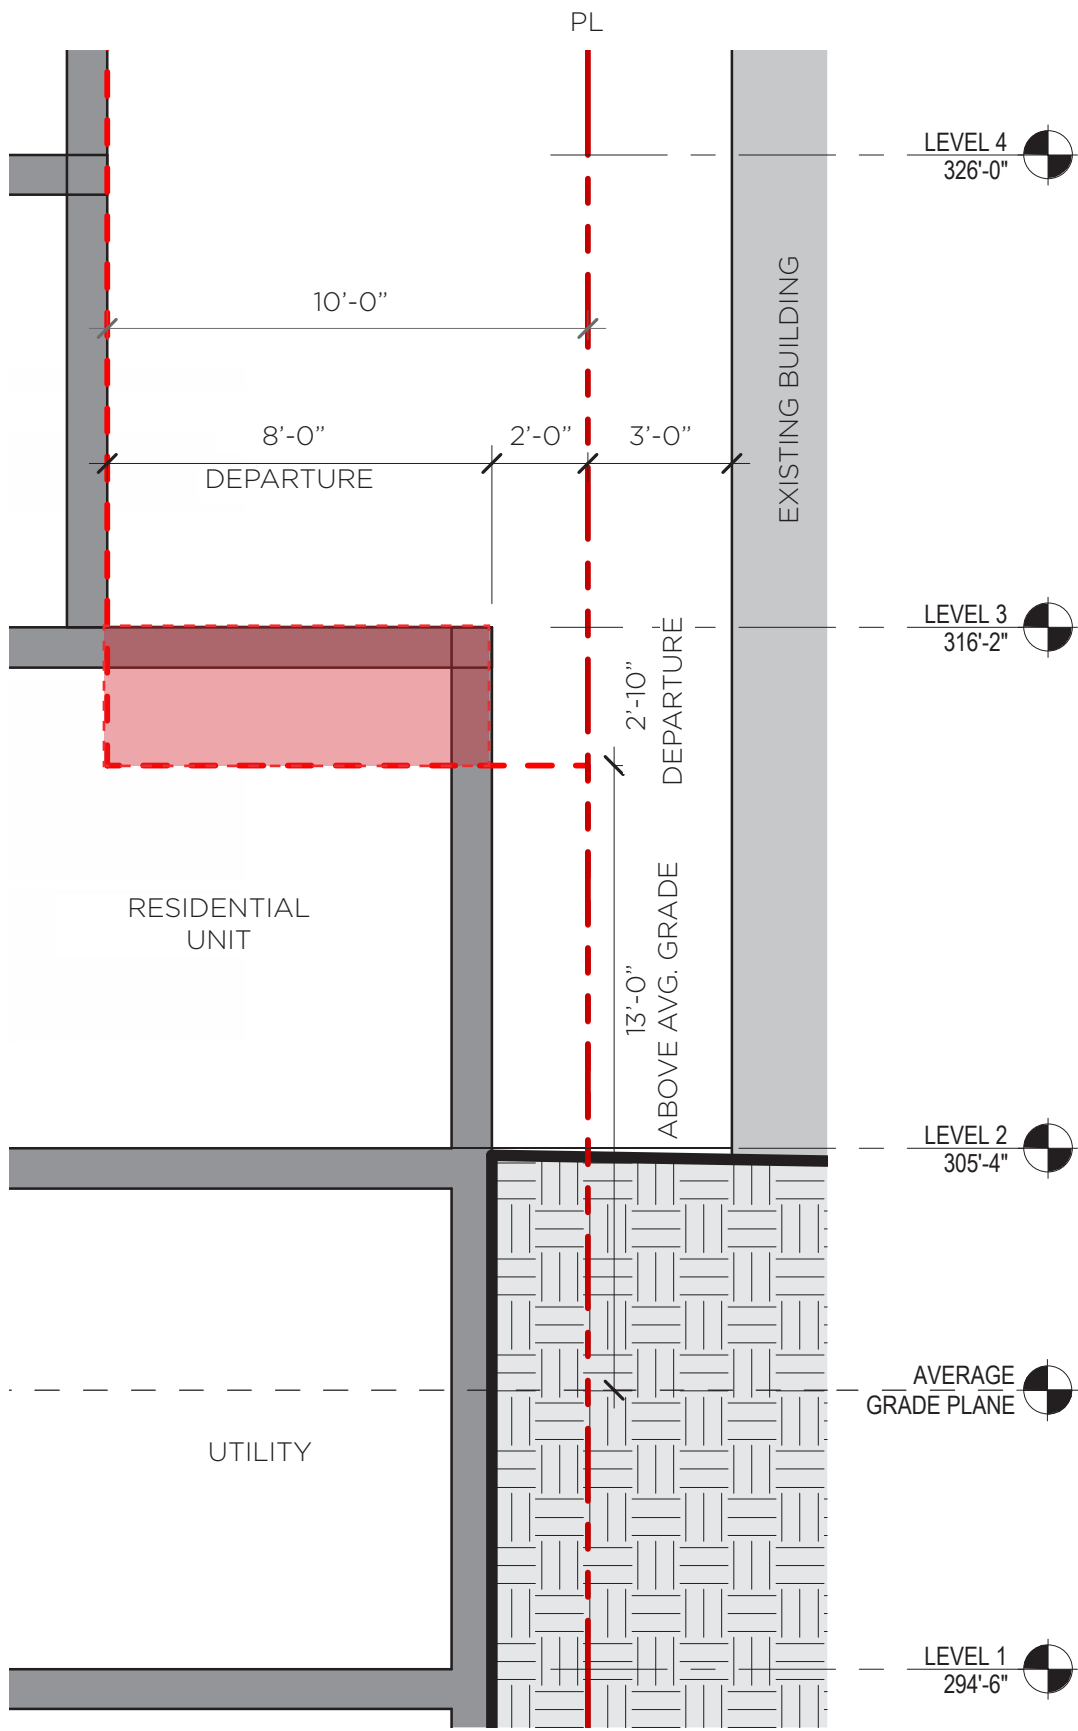 PL
LEVEL 4
326'-0"
10’-0”
EXISTING BUILDING
8’-0”
DEPARTURE
2’-0”
3’-0”
LEVEL 3
316'-2"
2’-10”
DEPARTURE
RESIDENTIAL
UNIT
13’-0”
ABOVE AVG. GRADE
LEVEL 2
305'-4"
AVERAGE
GRADE PLANE
UTILITY
LEVEL 1
294'-6"